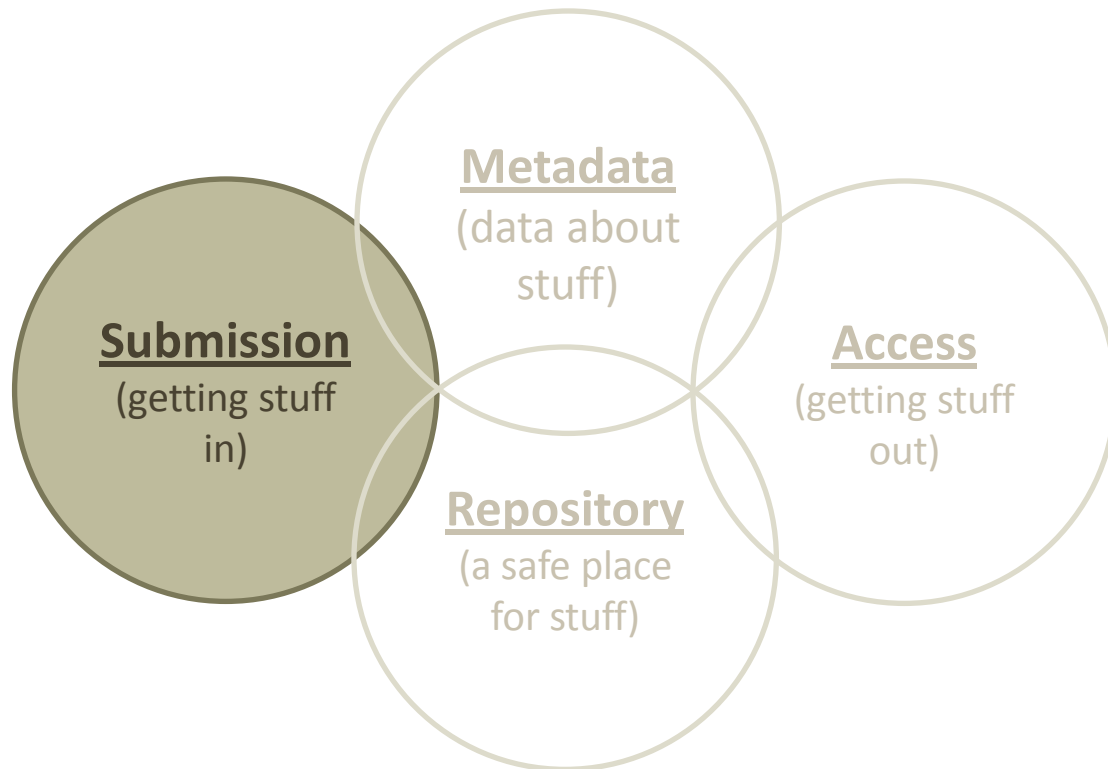 Metadata
(data about
stuff)
Submission
(getting stuff
in)
Access
(getting stuff
out)
Repository
(a safe place
for stuff)